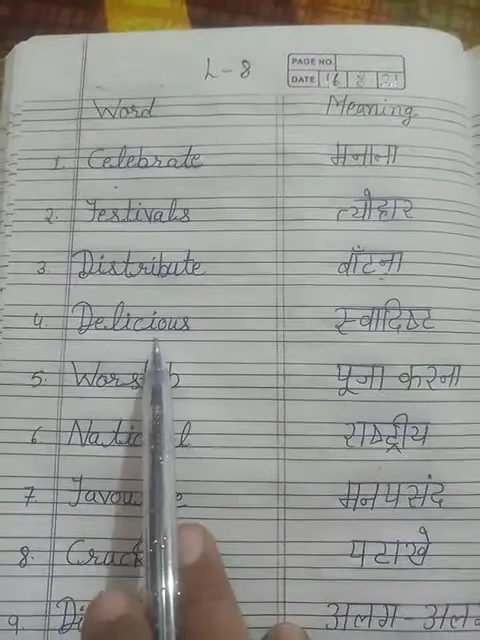 L-8
PAGE NO.
DATE 16 8 21
Word Meaning
1. Celebrate मनाना
2. Festivals त्योहार
3. Distribute बाँटना
4. Delicious स्वादिष्ट
5. पूजा करना
6. राष्ट्रीय
7. मनपसंद
8. पटाखे
9.